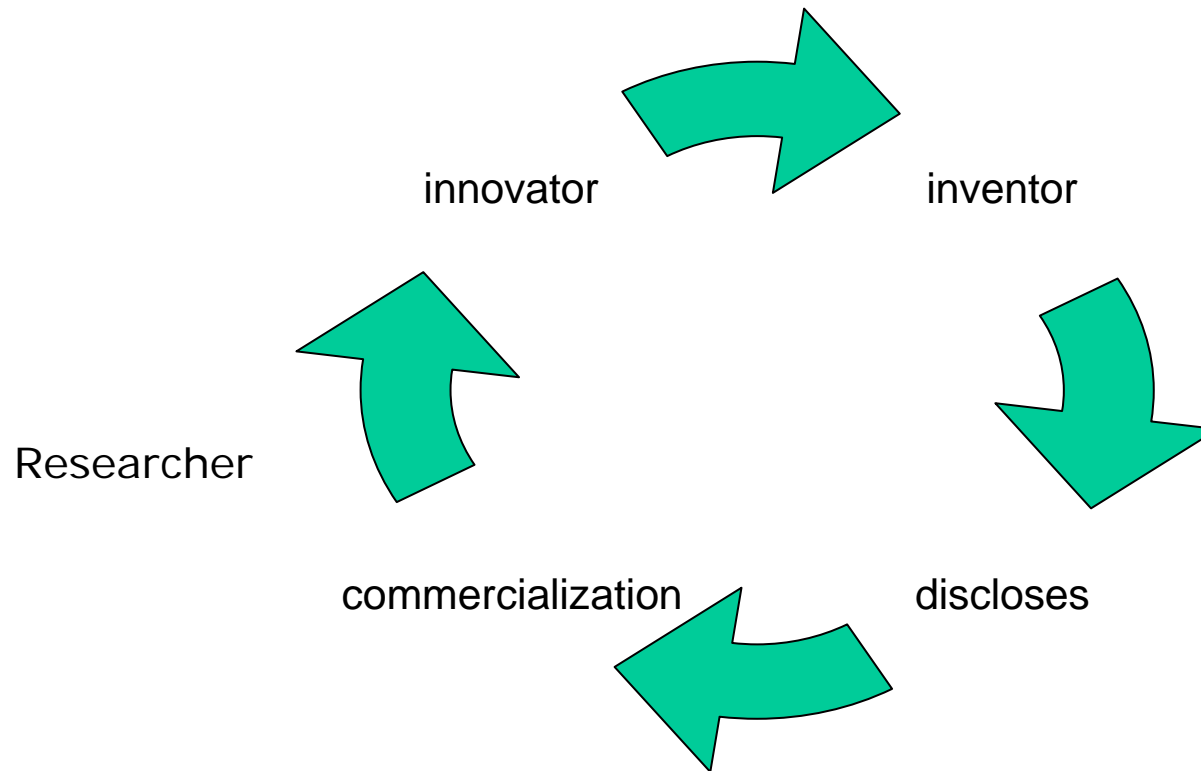 innovator
inventor
Researcher
commercialization
discloses